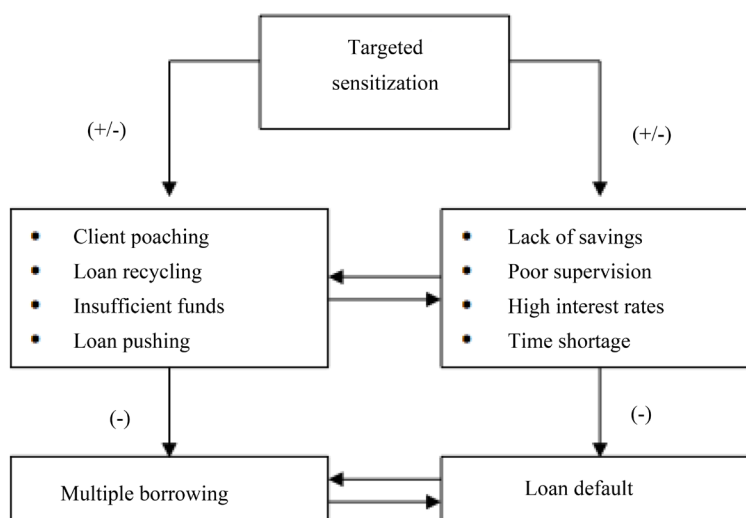 Targeted
sensitization
(+/-)
(+/-)
• Client poaching
• Loan recycling
• Insufficient funds
• Loan pushing
• Lack of savings
• Poor supervision
• High interest rates
• Time shortage
(-)
(-)
Multiple borrowing
Loan default